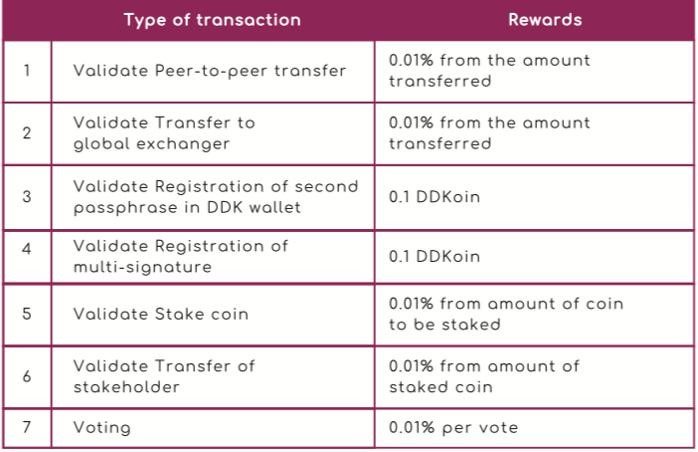 Type of transaction Rewards
1 Validate Peer-to-peer transfer 0.01% from the amount
transferred
2 Validate Transfer to
global exchanger 0.01% from the amount
transferred
3 Validate Registration of second
passphrase in DDK wallet 0.1 DDKoin
4 Validate Registration of
multi-signature 0.1 DDKoin
5 Validate Stake coin 0.01% from amount of coin
to be staked
6 Validate Transfer of
stakeholder 0.01% from amount of
staked coin
7 Voting 0.01% per vote